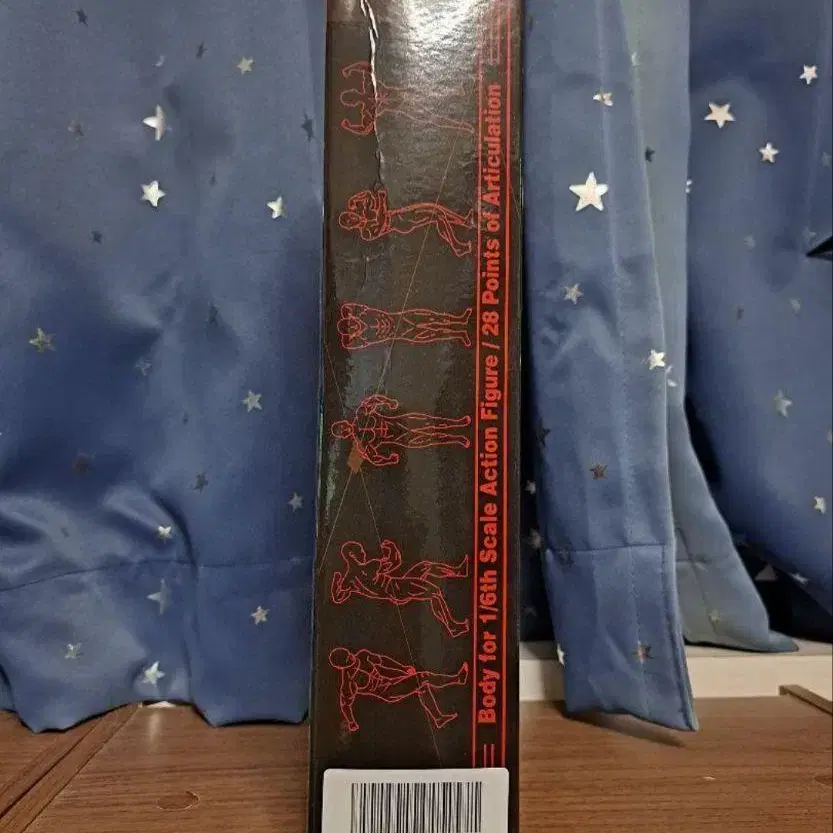 Body for 1/6th Scale Action Figure / 28 Points of Articulation